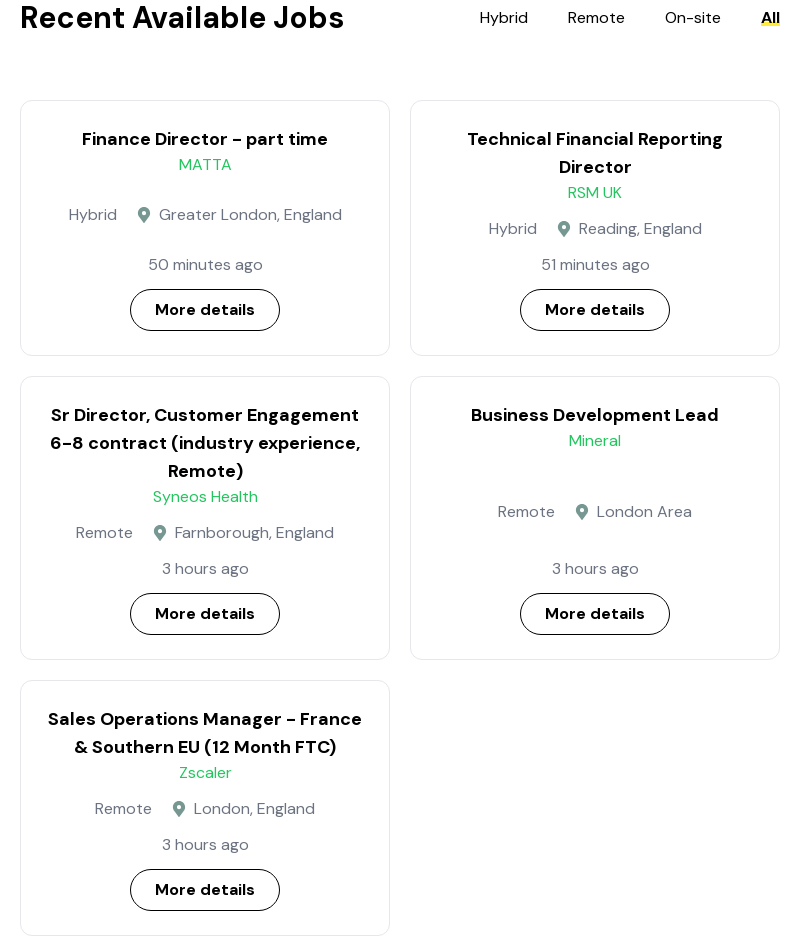 Recent Available Jobs
Hybrid Remote On-site All
Finance Director - part time
MATTA
Hybrid Greater London, England
50 minutes ago
More details
Technical Financial Reporting
Director
RSM UK
Hybrid Reading, England
51 minutes ago
More details
Sr Director, Customer Engagement
6-8 contract (industry experience,
Remote)
Syneos Health
Remote Farnborough, England
3 hours ago
More details
Business Development Lead
Mineral
Remote London Area
3 hours ago
More details
Sales Operations Manager - France
& Southern EU (12 Month FTC)
Zscaler
Remote London, England
3 hours ago
More details